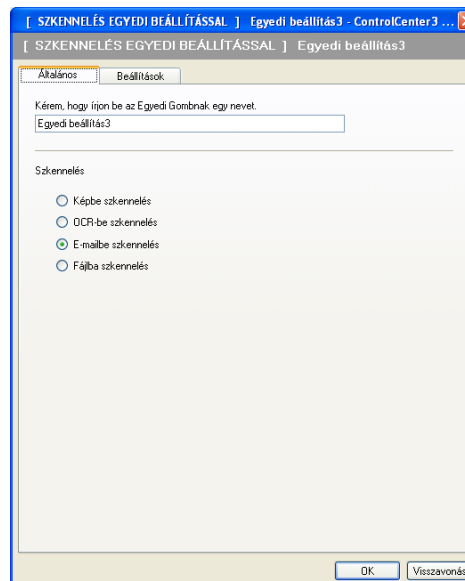 [ SZKENNELÉS EGYEDI BEÁLLÍTÁSSAL ] Egyedi beállítás3 - ControlCenter3 ...
[ SZKENNELÉS EGYEDI BEÁLLÍTÁSSAL ] Egyedi beállítás3
Általános Beállítások
Kérem, hogy írjon be az Egyedi Gombnak egy nevet.
Egyedi beállítás3
Szkennelés
Képbe szkennelés
OCR-be szkennelés
E-mailbe szkennelés
Fájlba szkennelés
OK Visszavonás